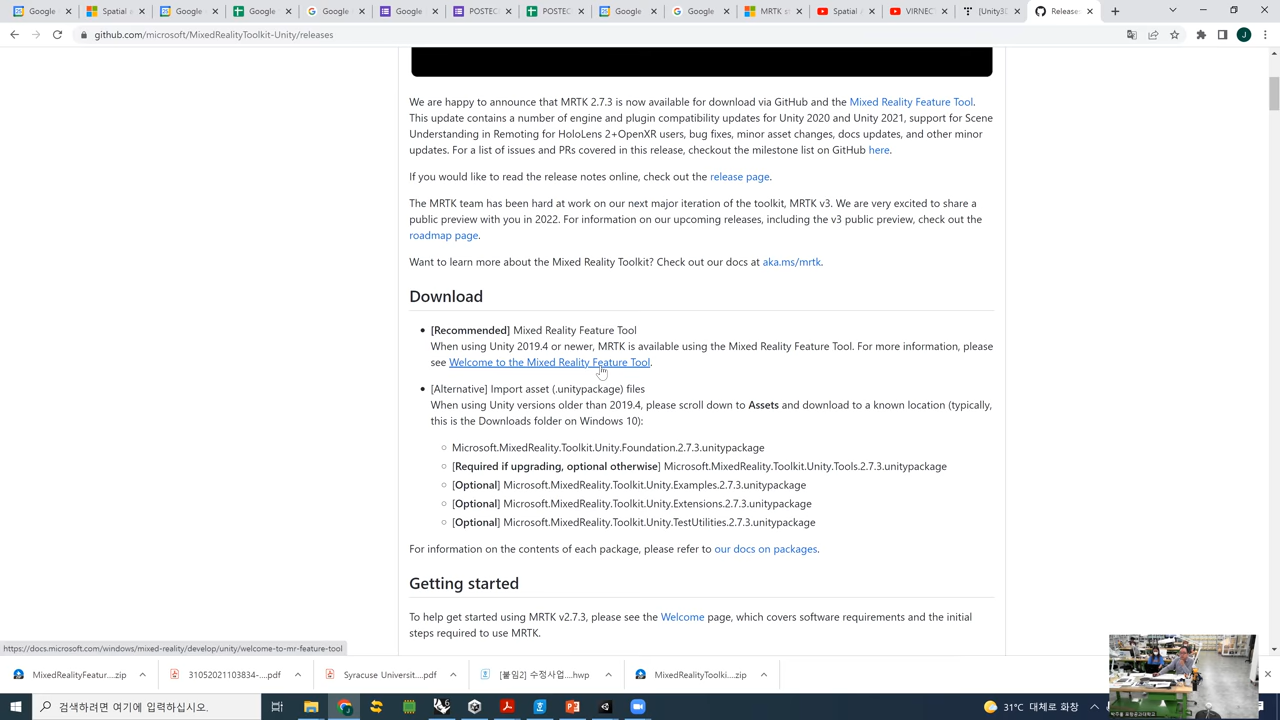 Google
Microsoft s
Google
Google
Google
Google
POSTEC
POSTEC
Google
Google
MRTK s
Spatial A
VIRNEC
[Unity3D
Release
github.com/microsoft/MixedRealityToolkit-Unity/releases
J
We are happy to announce that MRTK 2.7.3 is now available for download via GitHub and the Mixed Reality Feature Tool.
This update contains a number of engine and plugin compatibility updates for Unity 2020 and Unity 2021, support for Scene
Understanding in Remoting for HoloLens 2+OpenXR users, bug fixes, minor asset changes, docs updates, and other minor
updates. For a list of issues and PRs covered in this release, checkout the milestone list on GitHub here.
If you would like to read the release notes online, check out the release page.
The MRTK team has been hard at work on our next major iteration of the toolkit, MRTK v3. We are very excited to share a
public preview with you in 2022. For information on our upcoming releases, including the v3 public preview, check out the
roadmap page.
Want to learn more about the Mixed Reality Toolkit? Check out our docs at aka.ms/mrtk.
Download
[Recommended] Mixed Reality Feature Tool
When using Unity 2019.4 or newer, MRTK is available using the Mixed Reality Feature Tool. For more information, please
see Welcome to the Mixed Reality Feature Tool.
[Alternative] Import asset (.unitypackage) files
When using Unity versions older than 2019.4, please scroll down to Assets and download to a known location (typically,
this is the Downloads folder on Windows 10):
Microsoft.MixedReality.Toolkit.Unity.Foundation.2.7.3.unitypackage
[Required if upgrading, optional otherwise] Microsoft.MixedReality.Toolkit.Unity.Tools.2.7.3.unitypackage
[Optional] Microsoft.MixedReality.Toolkit.Unity.Examples.2.7.3.unitypackage
[Optional] Microsoft.MixedReality.Toolkit.Unity.Extensions.2.7.3.unitypackage
[Optional] Microsoft.MixedReality.Toolkit.Unity.TestUtilities.2.7.3.unitypackage
For information on the contents of each package, please refer to our docs on packages.
Getting started
To help get started using MRTK v2.7.3, please see the Welcome page, which covers software requirements and the initial
steps required to use MRTK.
https://docs.microsoft.com/windows/mixed-reality/develop/unity/welcome-to-mr-feature-tool
MixedRealityFeatur....zip
31052021103834-....pdf
Syracuse Universit....pdf
[붙임2] 수정사업....hwp
MixedRealityToolki....zip
검색하려면 여기에 입력하십시오.
31°C 대체로 화창